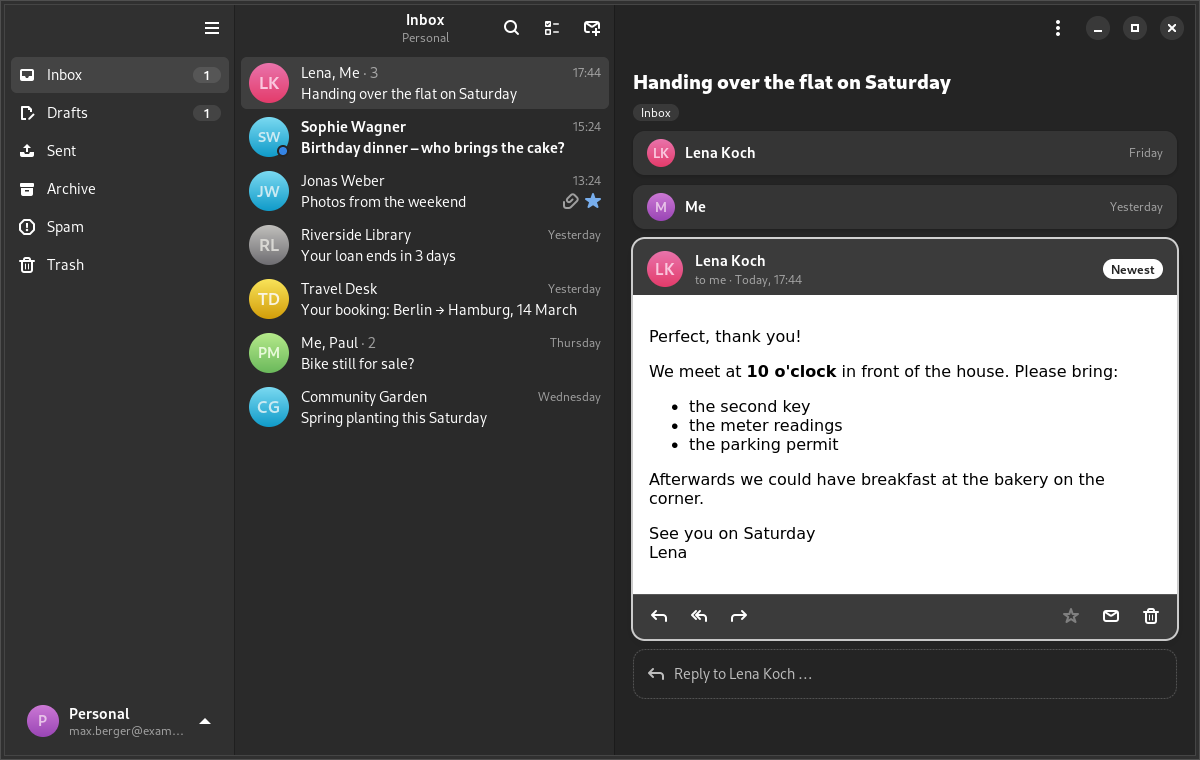 Inbox 1
Drafts 1
Sent
Archive
Spam
Trash
P
Personal
max.berger@exam…
Inbox
Personal
LK
Lena, Me · 3 17:44
Handing over the flat on Saturday
SW
Sophie Wagner 15:24
Birthday dinner – who brings the cake?
JW
Jonas Weber 13:24
Photos from the weekend
RL
Riverside Library Yesterday
Your loan ends in 3 days
TD
Travel Desk Yesterday
Your booking: Berlin → Hamburg, 14 March
PM
Me, Paul · 2 Thursday
Bike still for sale?
CG
Community Garden Wednesday
Spring planting this Saturday
Handing over the flat on Saturday
Inbox
LK Lena Koch Friday
M Me Yesterday
LK
Lena Koch
to me · Today, 17:44
Newest
Perfect, thank you!
We meet at 10 o'clock in front of the house. Please bring:
• the second key
• the meter readings
• the parking permit
Afterwards we could have breakfast at the bakery on the
corner.
See you on Saturday
Lena
Reply to Lena Koch …